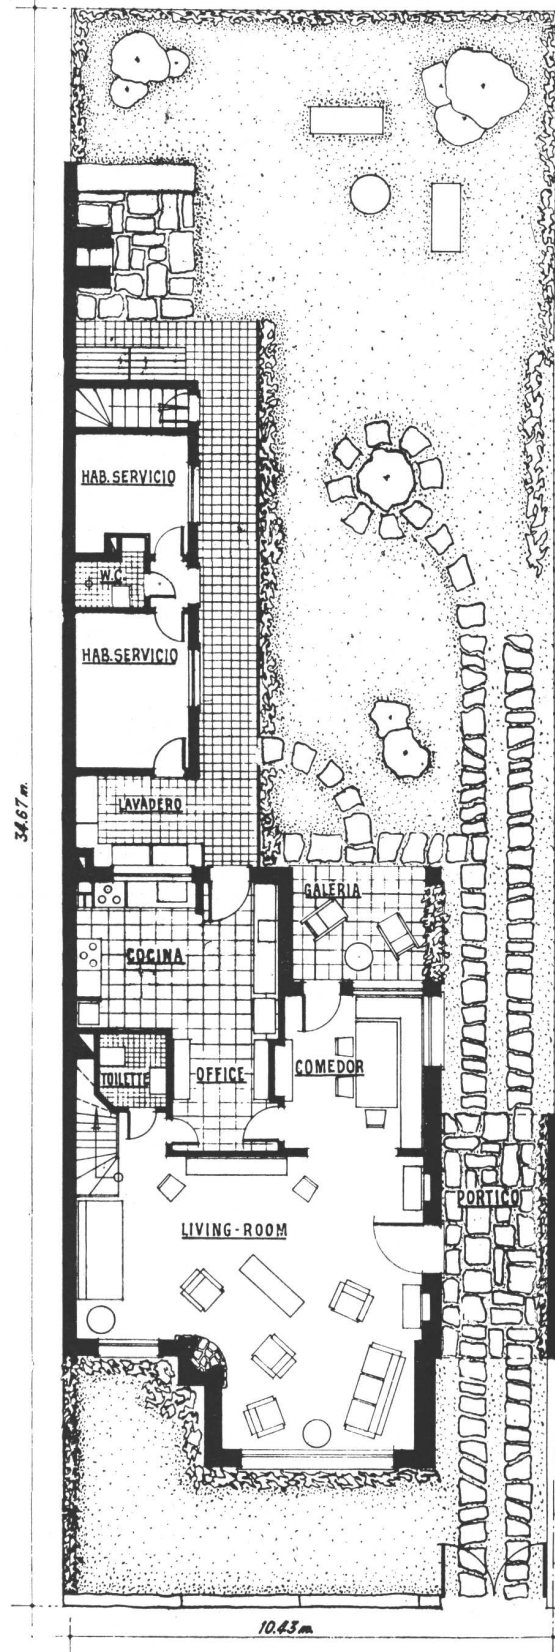 HAB. SERVICIO
W.C.
HAB. SERVICIO
LAVADERO
34.67 m.
GALERIA
COCINA
TOILETTE
OFFICE
COMEDOR
PORTICO
LIVING-ROOM
10.43 m.